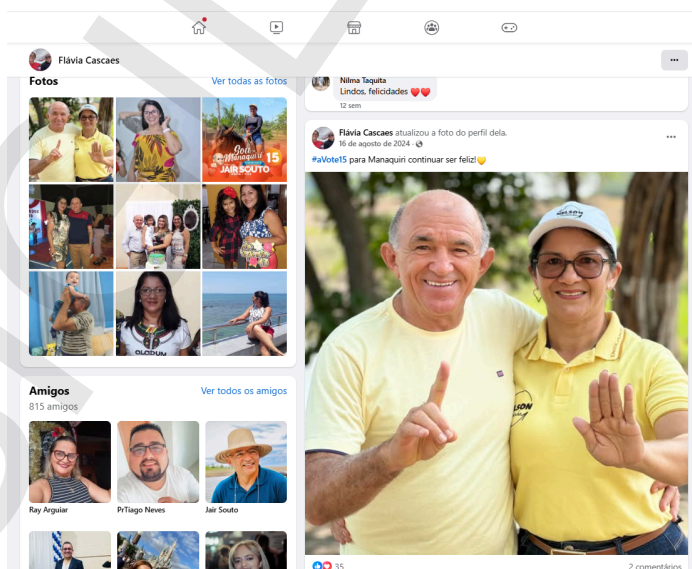 Flávia Cascaes
Fotos
Ver todas as fotos
Sou
Manaquiri 15
JAIR SOUTO
OLODUM
Amigos
Ver todos os amigos
815 amigos
Ray Arguiar
PrTiago Neves
Jair Souto
Nilma Taquita
Lindos, felicidades ❤️❤️
12 sem
Flávia Cascaes atualizou a foto do perfil dela.
16 de agosto de 2024 ·
#aVote15 para Manaquiri continuar ser feliz!💛
35
2 comentários